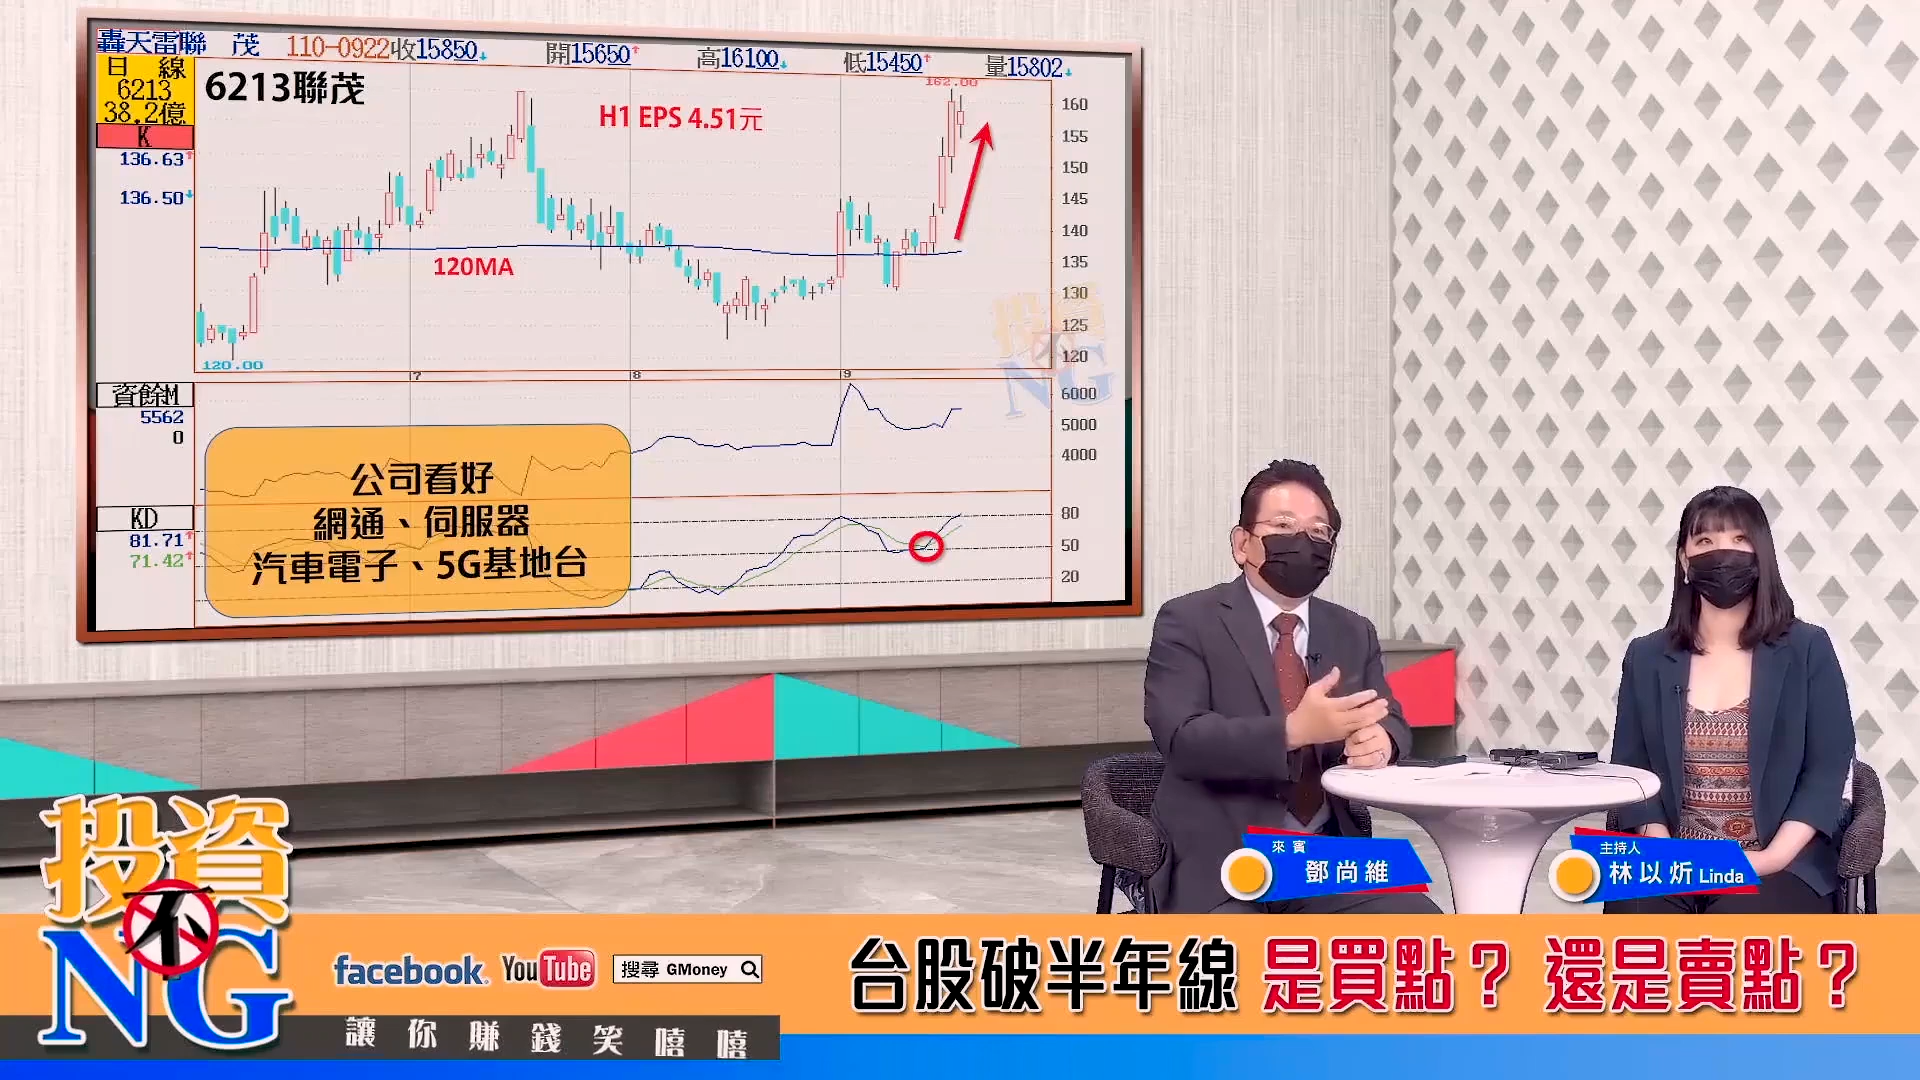 轟天雷聯 茂 110-0922收15850↓ 開15650↑ 高16100↓ 低15450↑ 量15802↓
日 線
6213
38.2億
K
136.63↑
136.50↓
6213聯茂
H1 EPS 4.51元
162.00
120MA
120.00
160
155
150
145
140
135
130
125
120
7 8 9
投資
不
NG
資餘M
5562
0
6000
5000
4000
KD
81.71↑
71.42↑
80
50
20
公司看好
網通、伺服器
汽車電子、5G基地台
來賓
鄧尚維
主持人
林以炘 Linda
投資
不
NG
facebook® YouTube 搜尋 GMoney
讓你賺錢笑嘻嘻
台股破半年線 是買點？還是賣點？